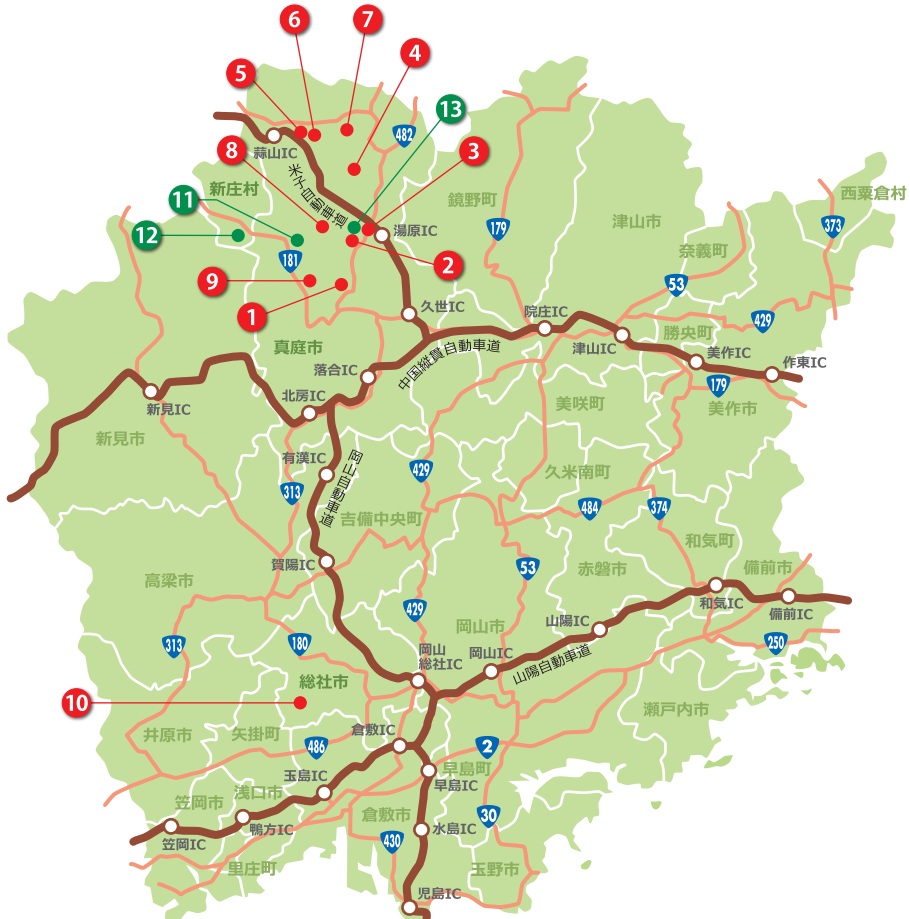 6
7
4
5
13
482
8
3
蒜山IC
米子自動車道
新庄村
11
鏡野町
西粟倉村
12
湯原IC
179
津山市
373
奈義町
181
2
9
53
1
久世IC
院庄IC
429
勝央町
真庭市
津山IC
美作IC
中国縦貫自動車道
作東IC
落合IC
179
北房IC
新見IC
美咲町
美作市
新見市
有漢IC
岡山自動車道
429
久米南町
313
484
374
吉備中央町
和気町
賀陽IC
53
赤磐市
備前市
高梁市
和気IC
429
備前IC
山陽IC
岡山市
313
180
岡山
総社IC
岡山IC
250
山陽自動車道
総社市
10
瀬戸内市
井原市
矢掛町
倉敷IC
486
2
早島町
玉島IC
早島IC
浅口市
笠岡市
倉敷市
30
鴨方IC
水島IC
笠岡IC
430
里庄町
玉野市
児島IC